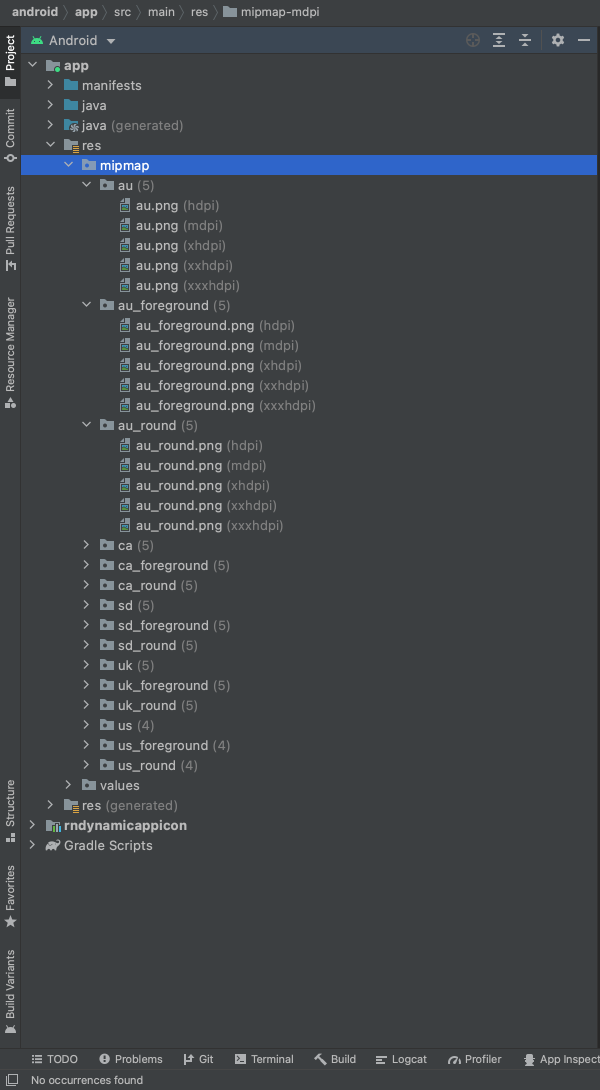 android app src main res mipmap-mdpi
Project
Commit
Pull Requests
Resource Manager
Structure
Favorites
Build Variants
Android
app
manifests
java
java (generated)
res
mipmap
au (5)
au.png (hdpi)
au.png (mdpi)
au.png (xhdpi)
au.png (xxhdpi)
au.png (xxxhdpi)
au_foreground (5)
au_foreground.png (hdpi)
au_foreground.png (mdpi)
au_foreground.png (xhdpi)
au_foreground.png (xxhdpi)
au_foreground.png (xxxhdpi)
au_round (5)
au_round.png (hdpi)
au_round.png (mdpi)
au_round.png (xhdpi)
au_round.png (xxhdpi)
au_round.png (xxxhdpi)
ca (5)
ca_foreground (5)
ca_round (5)
sd (5)
sd_foreground (5)
sd_round (5)
uk (5)
uk_foreground (5)
uk_round (5)
us (4)
us_foreground (4)
us_round (4)
values
res (generated)
rndynamicappicon
Gradle Scripts
TODO Problems Git Terminal Build Logcat Profiler App Inspect
No occurrences found